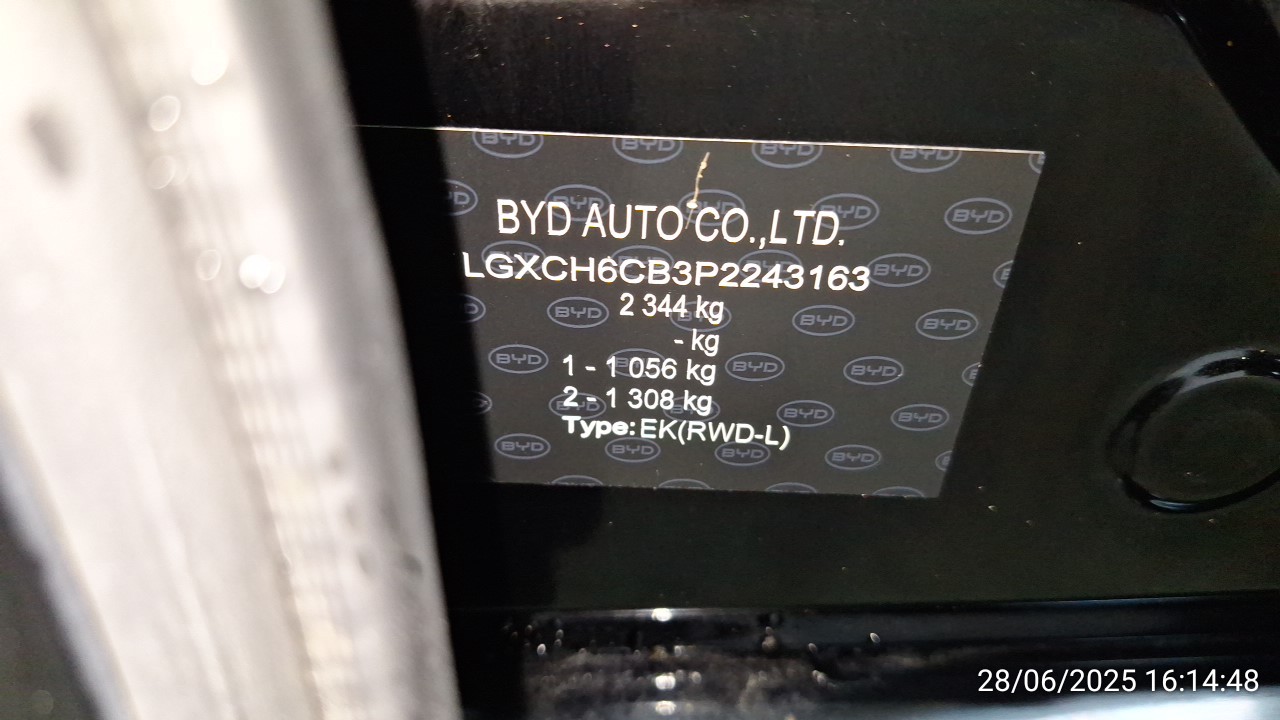 BYD AUTO CO.,LTD.
LGXCH6CB3P2243163
2 344 kg
- kg
1 - 1 056 kg
2 - 1 308 kg
Type:EK(RWD-L)
28/06/2025 16:14:48